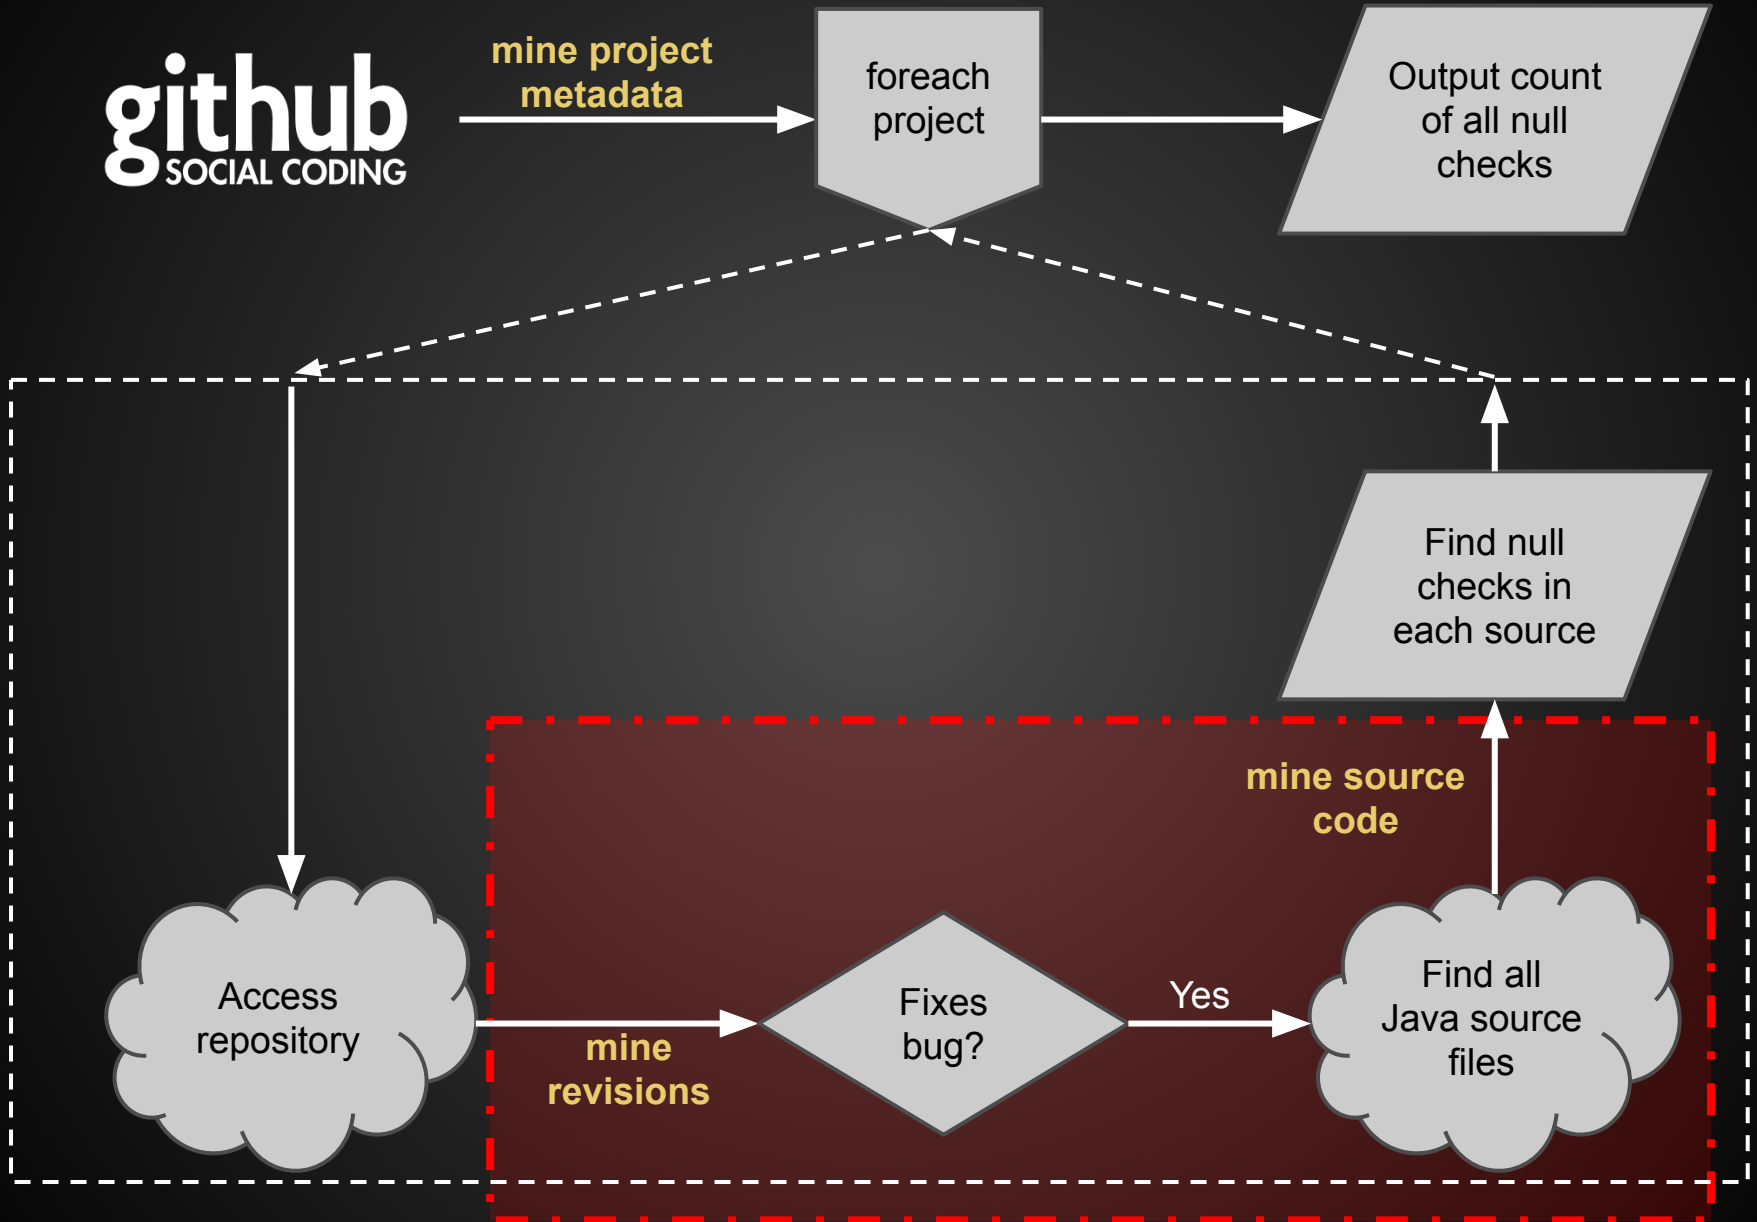 github
SOCIAL CODING
mine project
metadata
foreach
project
Output count
of all null
checks
Find null
checks in
each source
mine source
code
Access
repository
mine
revisions
Fixes
bug?
Yes
Find all
Java source
files